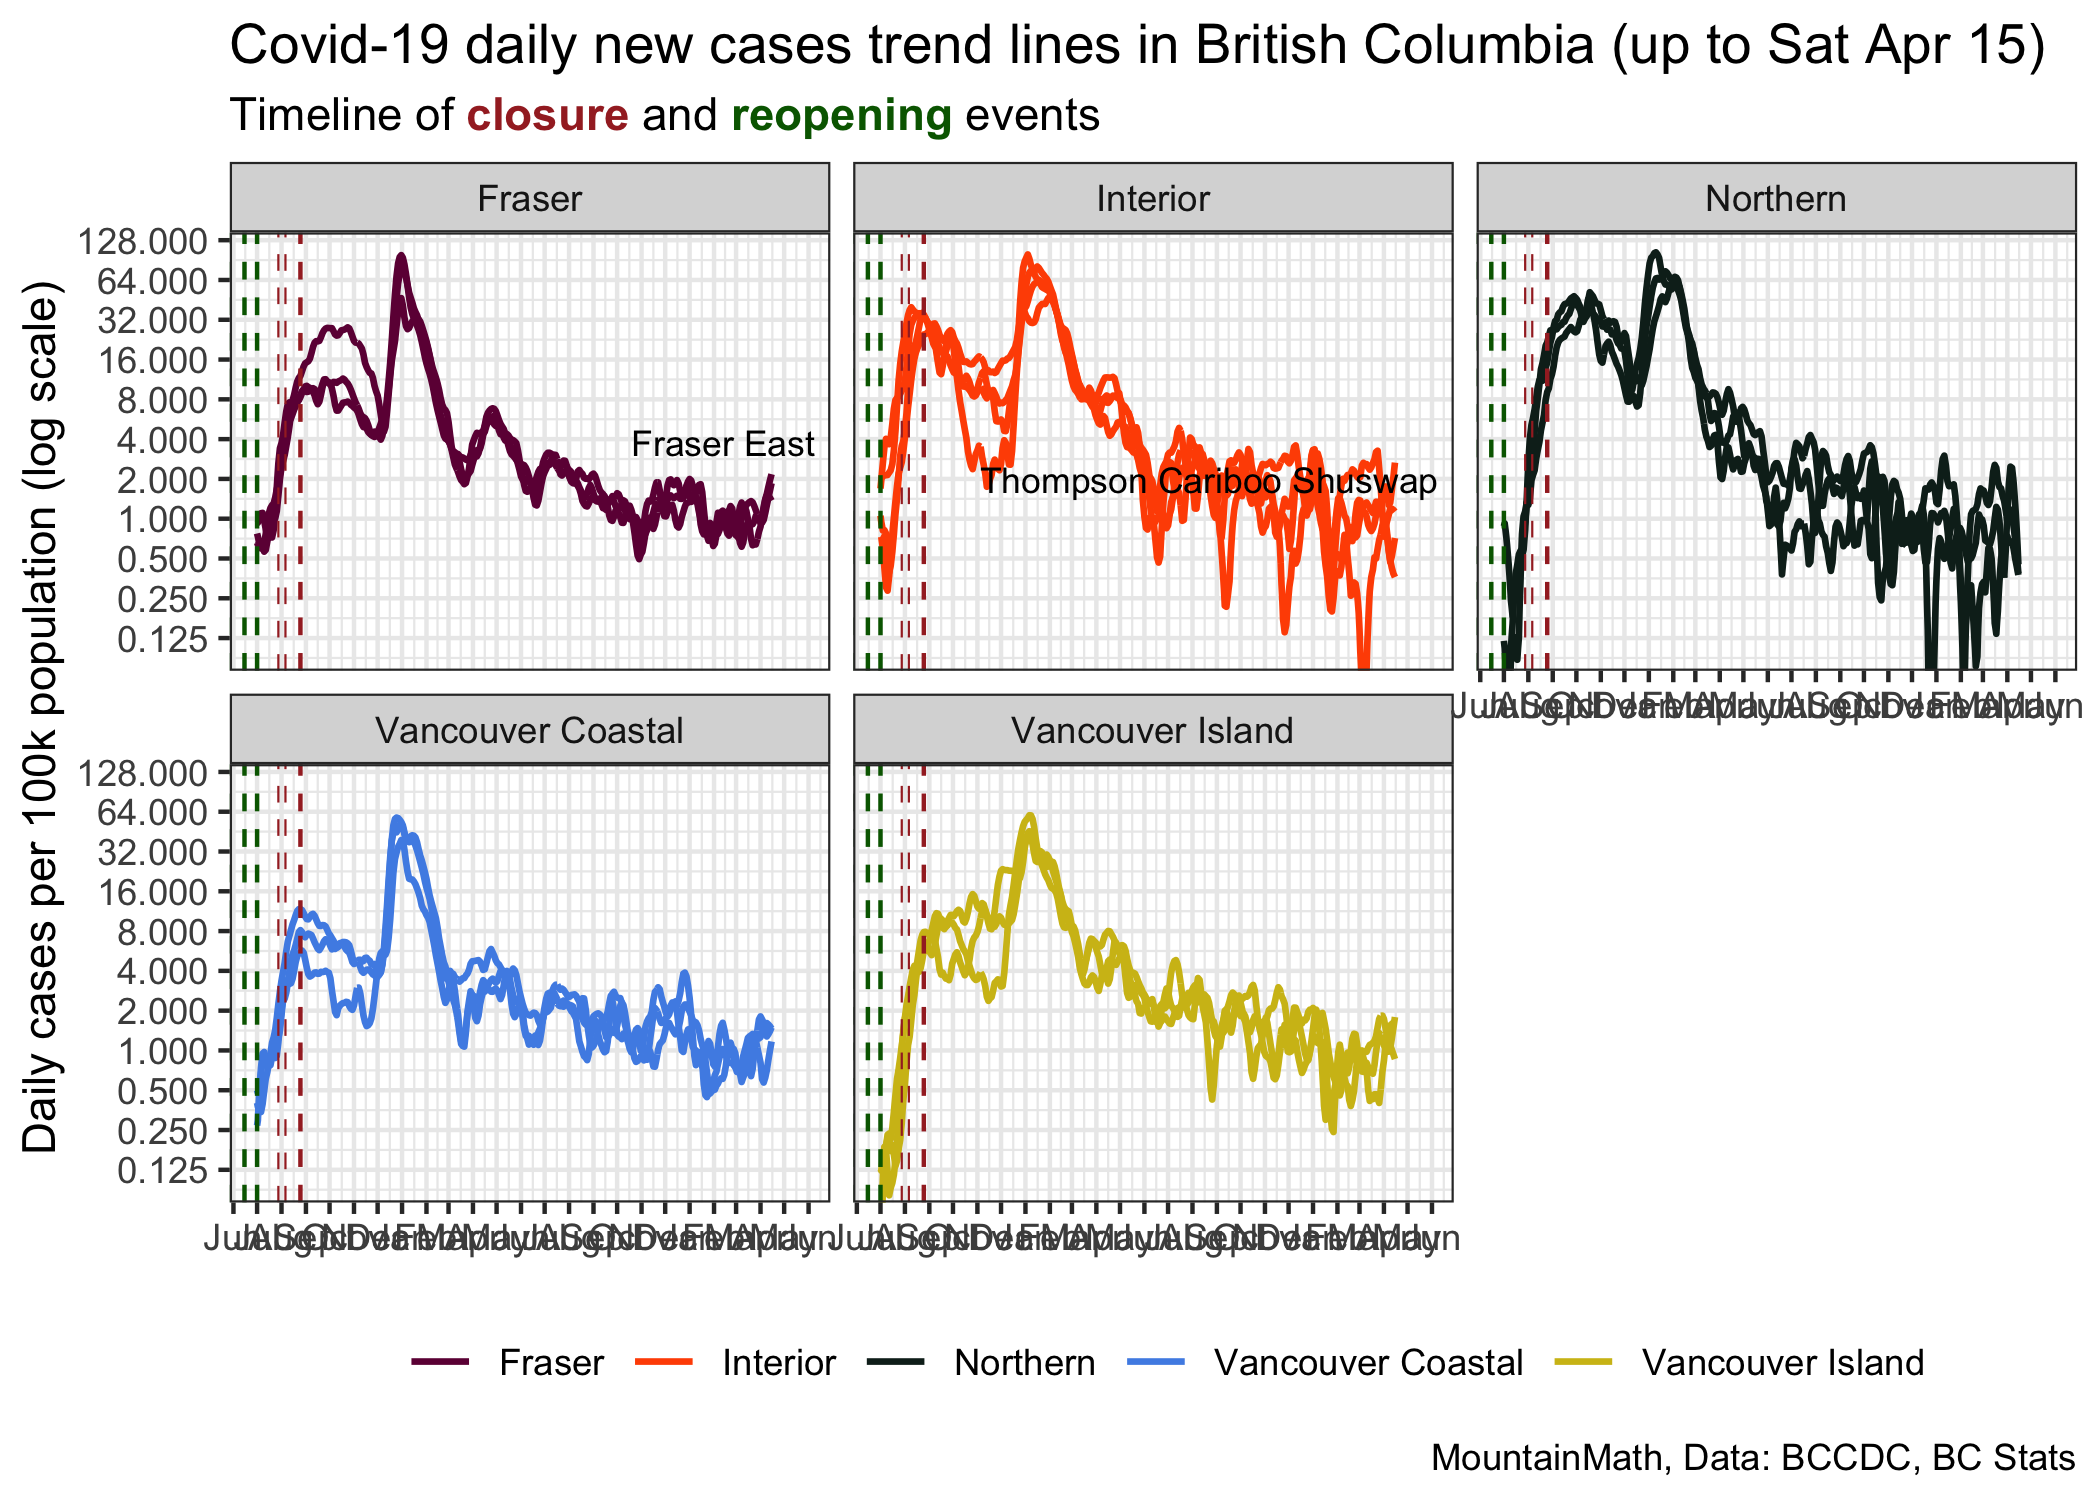 Covid-19 daily new cases trend lines in British Columbia (up to Sat Apr 15)
Timeline of closure and reopening events
Daily cases per 100k population (log scale)
Fraser
Interior
Northern
128.000
64.000
32.000
16.000
8.000
4.000
2.000
1.000
0.500
0.250
0.125
Fraser East
Thompson Cariboo Shuswap
Vancouver Coastal
Vancouver Island
128.000
64.000
32.000
16.000
8.000
4.000
2.000
1.000
0.500
0.250
0.125
Fraser Interior Northern Vancouver Coastal Vancouver Island
MountainMath, Data: BCCDC, BC Stats